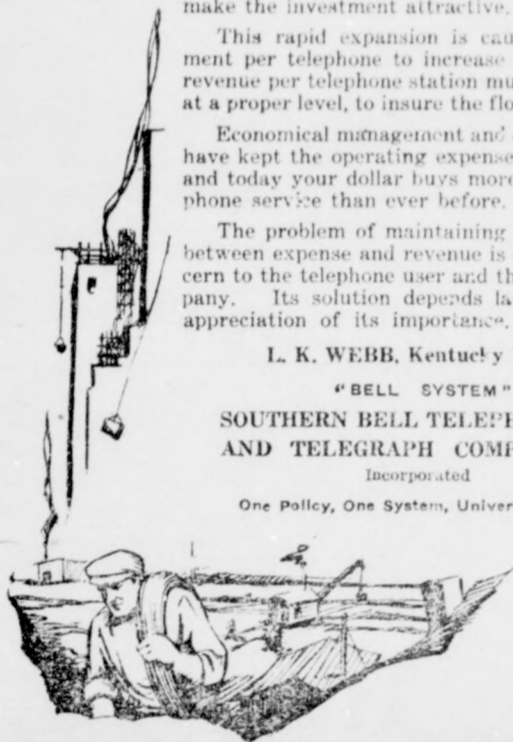 make the investment attractive.
This rapid expansion is cau
ment per telephone to increase
revenue per telephone station mu
at a proper level, to insure the flo
Economical management and
have kept the operating expense
and today your dollar buys more
phone service than ever before.
The problem of maintaining
between expense and revenue is
cern to the telephone user and th
pany. Its solution depends la
appreciation of its importance.
L. K. WEBB, Kentucky
"BELL SYSTEM"
SOUTHERN BELL TELEPH
AND TELEGRAPH COMP
Incorporated
One Policy, One System, Univer